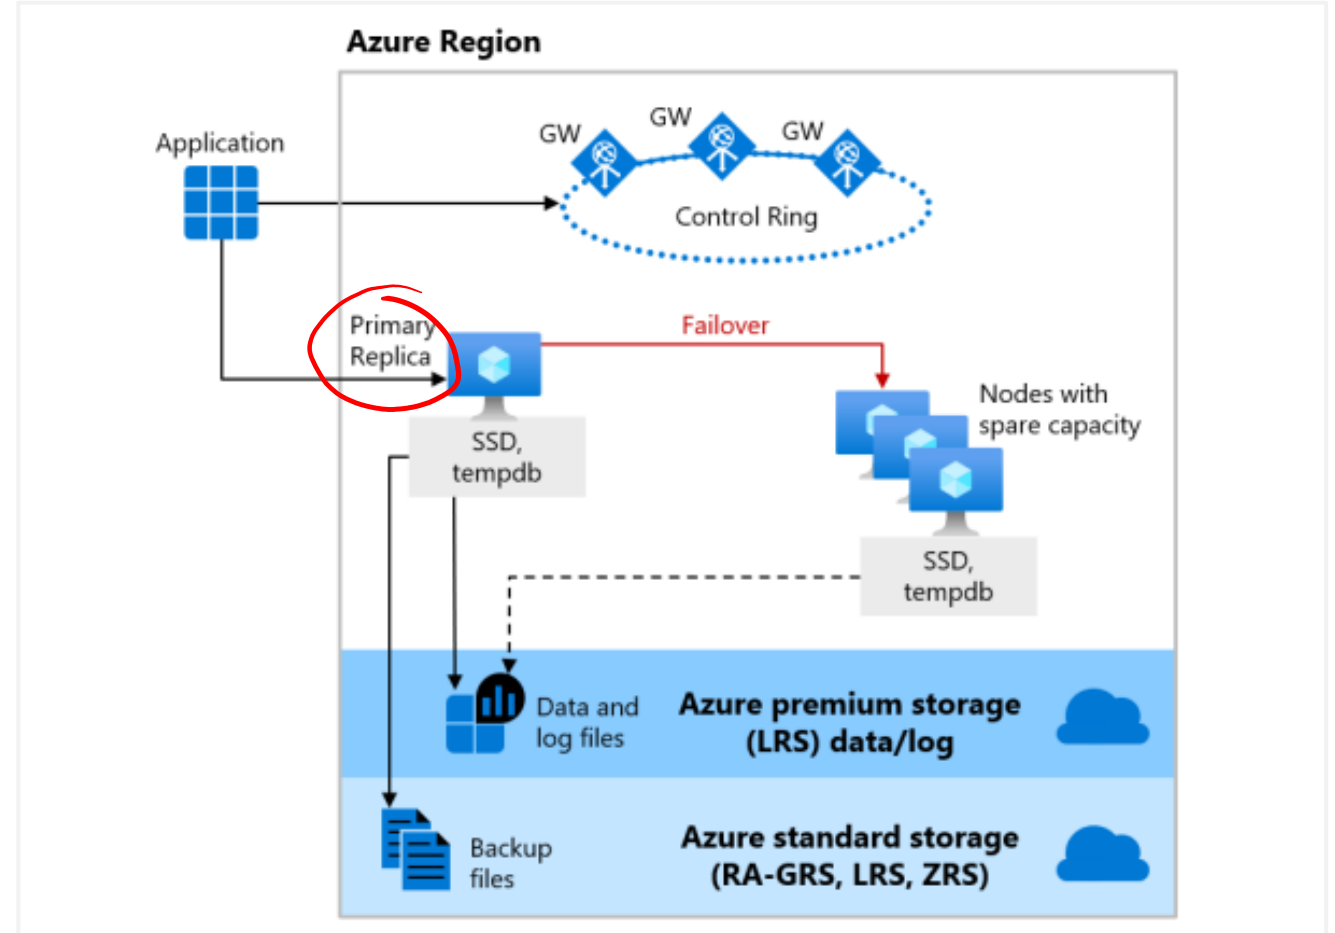 Azure Region
Application
GW
GW
GW
Control Ring
Primary
Replica
Failover
Nodes with
spare capacity
SSD,
tempdb
SSD,
tempdb
Data and
log files
Azure premium storage
(LRS) data/log
Backup
files
Azure standard storage
(RA-GRS, LRS, ZRS)